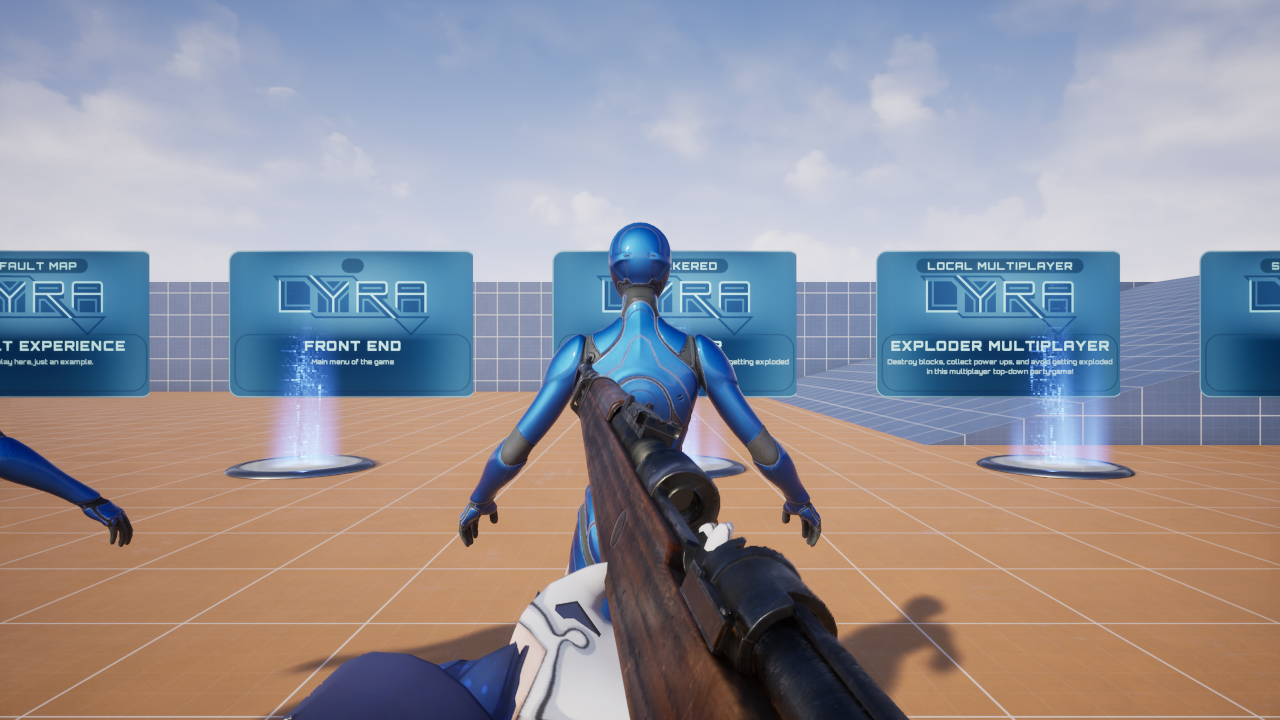 FAULT MAP
LYRA
T EXPERIENCE
lay here, just an example.
LYRA
FRONT END
Main menu of the game
KERED
LYRA
getting exploded
LOCAL MULTIPLAYER
LYRA
EXPLODER MULTIPLAYER
Destroy blocks, collect power ups, and avoid getting exploded
in this multiplayer top-down party game!